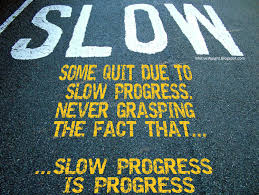 SLOW
SOME QUIT DUE TO
SLOW PROGRESS.
NEVER GRASPING
THE FACT THAT...
...SLOW PROGRESS
IS PROGRESS